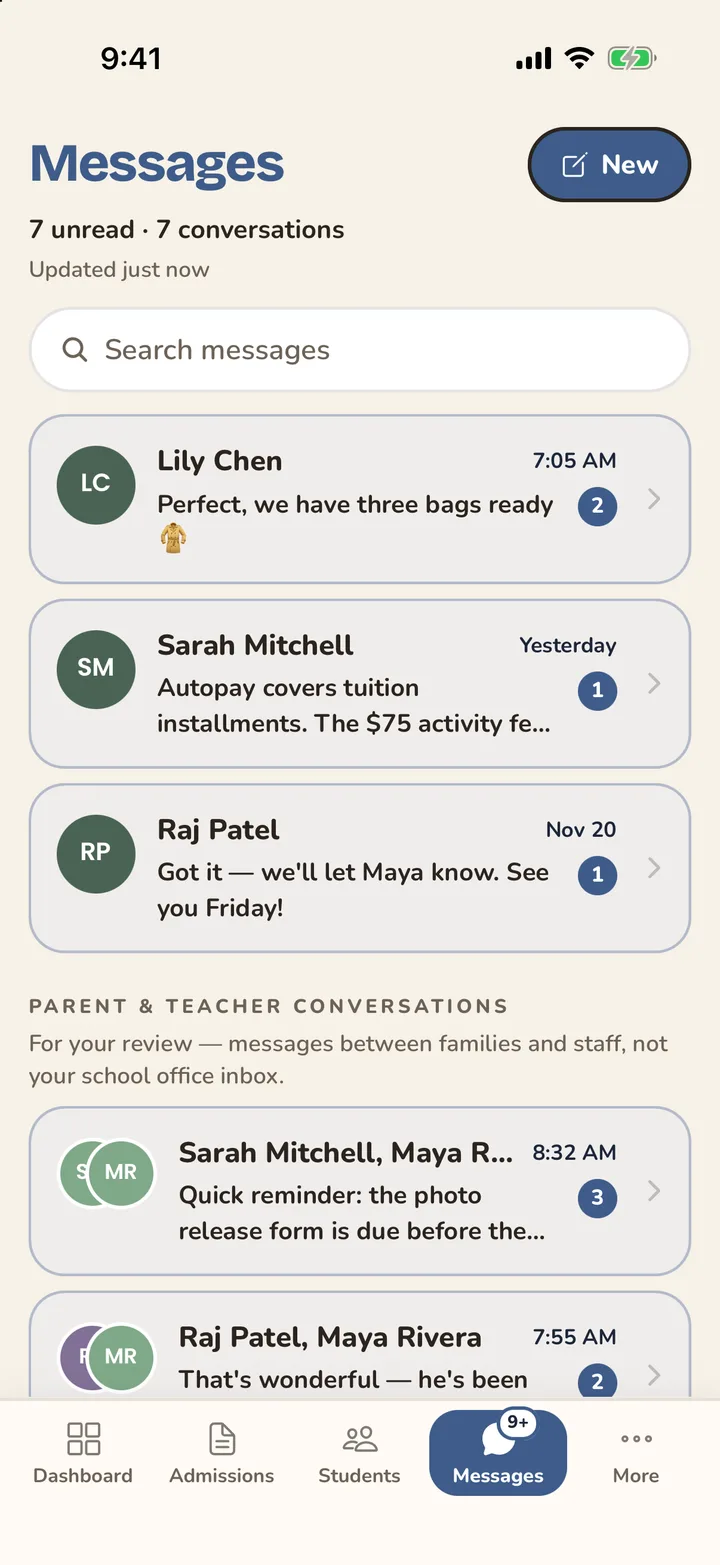 9:41
Messages
New
7 unread · 7 conversations
Updated just now
Search messages
LC
Lily Chen
7:05 AM
Perfect, we have three bags ready
2
🧥
SM
Sarah Mitchell
Yesterday
Autopay covers tuition
1
installments. The $75 activity fe...
RP
Raj Patel
Nov 20
Got it — we'll let Maya know. See
1
you Friday!
PARENT & TEACHER CONVERSATIONS
For your review — messages between families and staff, not
your school office inbox.
MR
Sarah Mitchell, Maya R...
8:32 AM
Quick reminder: the photo
3
release form is due before the...
MR
Raj Patel, Maya Rivera
7:55 AM
That's wonderful — he's been
2
9+
Dashboard
Admissions
Students
Messages
More